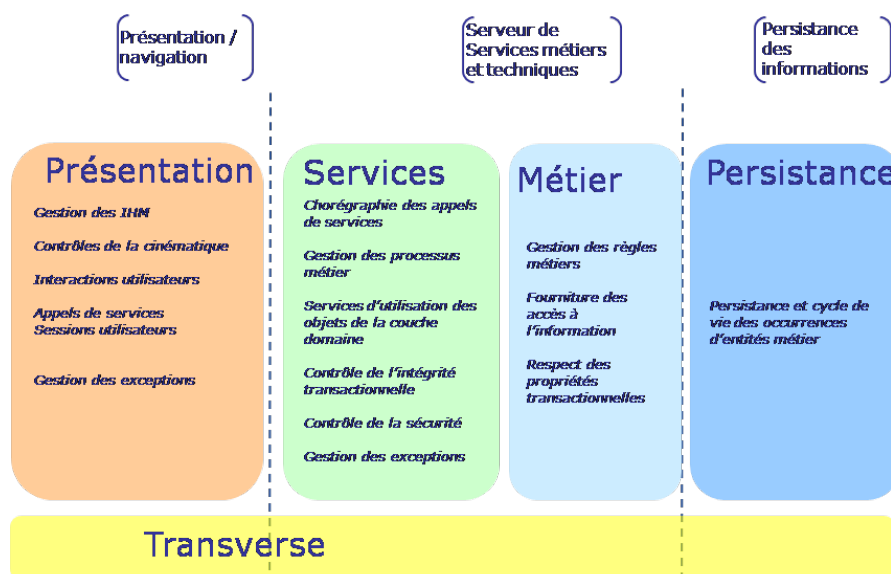 Présentation /
navigation
Serveur de
Services métiers
et techniques
Persistance
des
informations
Présentation
Gestion des IHM
Contrôles de la cinématique
Interactions utilisateurs
Appels de services
Sessions utilisateurs
Gestion des exceptions
Services
Chorégraphie des appels
de services
Gestion des processus
métier
Services d'utilisation des
objets de la couche
domaine
Contrôle de l'intégrité
transactionnelle
Contrôle de la sécurité
Gestion des exceptions
Métier
Gestion des règles
métiers
Fourniture des
accès à
l'information
Respect des
propriétés
transactionnelles
Persistance
Persistance et cycle de
vie des occurrences
d'entités métier
Transverse